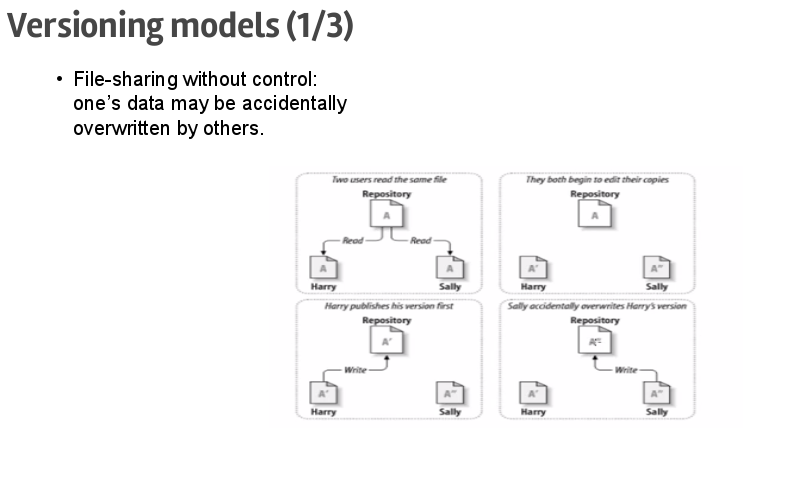 Versioning models (1/3)
• File-sharing without control:
one's data may be accidentally
overwritten by others.
Two users read the same file
Repository
A
Read Read
A A
Harry Sally
They both begin to edit their copies
Repository
A
A' A"
Harry Sally
Harry publishes his version first
Repository
A'
Write
A' A"
Harry Sally
Sally accidentally overwrites Harry's version
Repository
Write
A' A"
Harry Sally